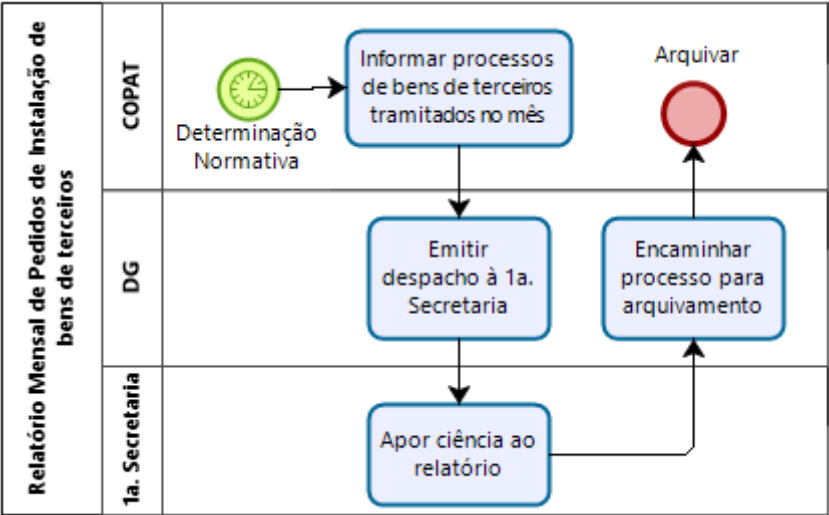 Relatório Mensal de Pedidos de Instalação de
bens de terceiros
COPAT
Determinação
Normativa
Informar processos
de bens de terceiros
tramitados no mês
Arquivar
DG
Emitir
despacho à 1a.
Secretaria
Encaminhar
processo para
arquivamento
1a. Secretaria
Apor ciência ao
relatório